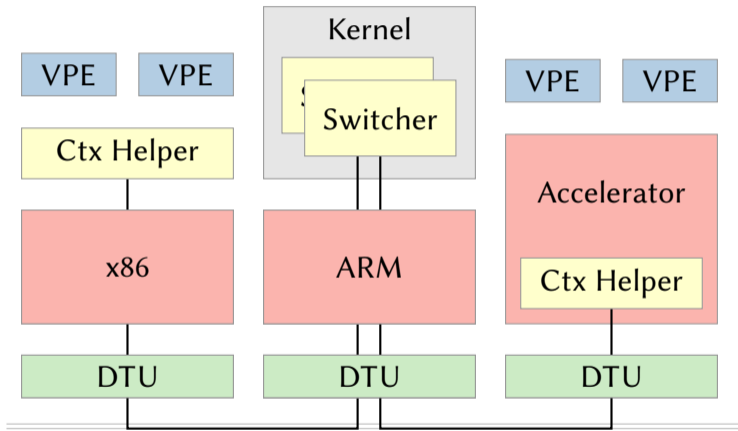 Kernel
VPE VPE
VPE VPE
Switcher
Ctx Helper
Accelerator
x86
ARM
Ctx Helper
DTU
DTU
DTU